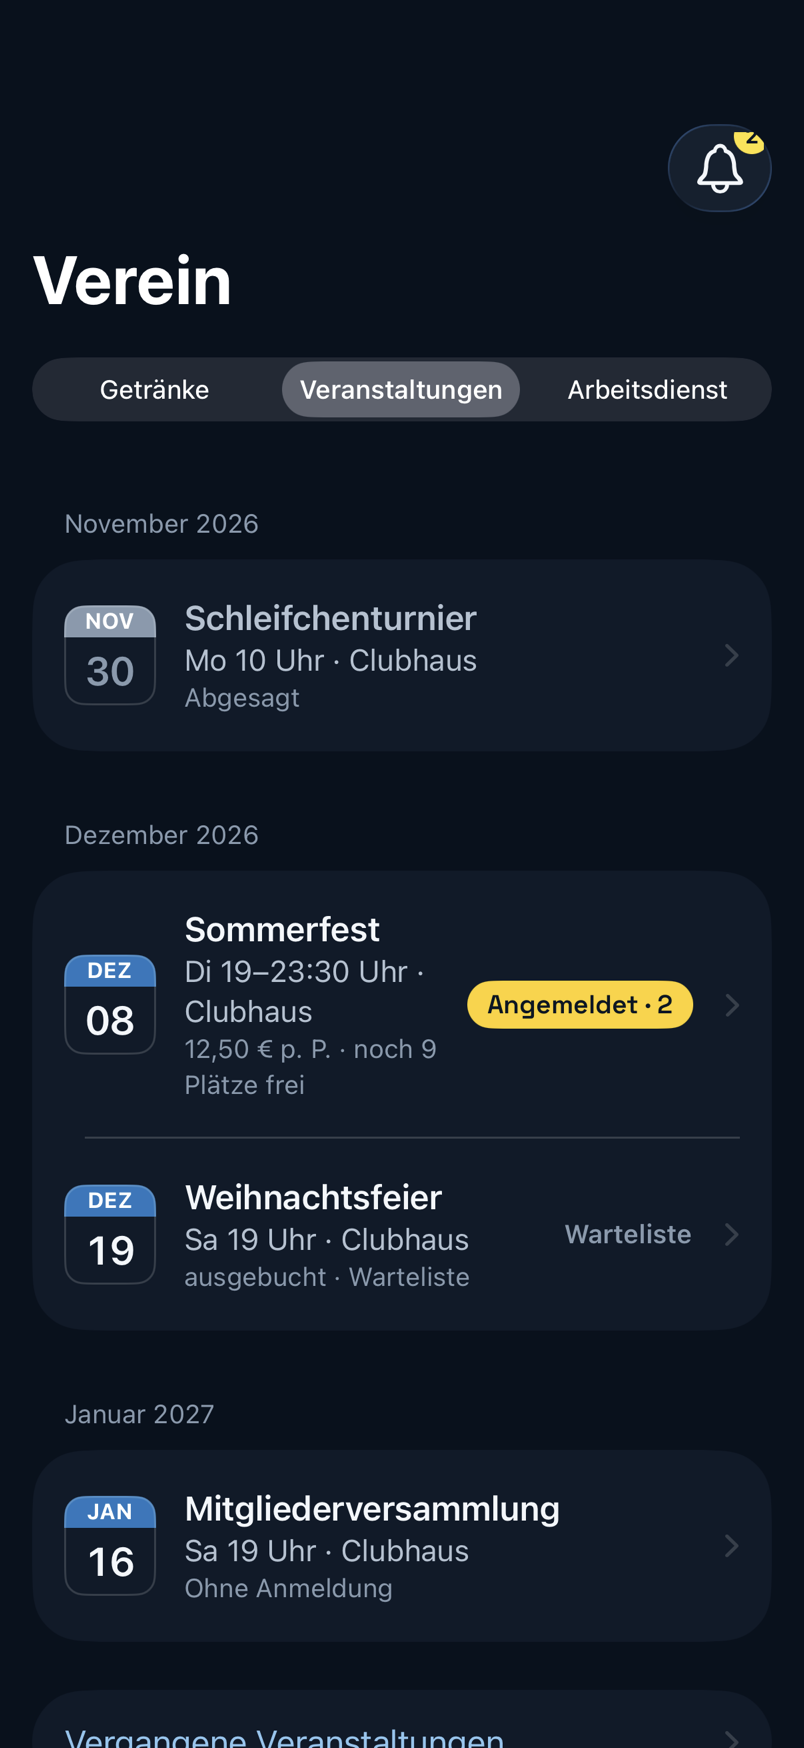 2
Verein
Getränke Veranstaltungen Arbeitsdienst
November 2026
NOV
30
Schleifchenturnier
Mo 10 Uhr · Clubhaus
Abgesagt
Dezember 2026
DEZ
08
Sommerfest
Di 19–23:30 Uhr ·
Clubhaus
12,50 € p. P. · noch 9
Plätze frei
Angemeldet · 2
DEZ
19
Weihnachtsfeier
Sa 19 Uhr · Clubhaus
ausgebucht · Warteliste
Warteliste
Januar 2027
JAN
16
Mitgliederversammlung
Sa 19 Uhr · Clubhaus
Ohne Anmeldung
Vergangene Veranstaltungen